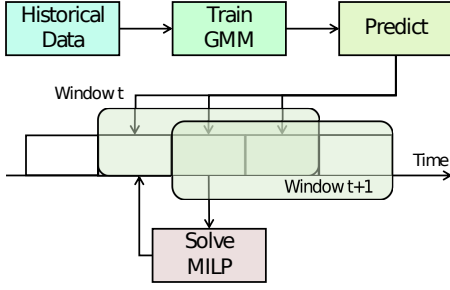 Historical
Data
Train
GMM
Predict
Window t
Time
Window t+1
Solve
MILP